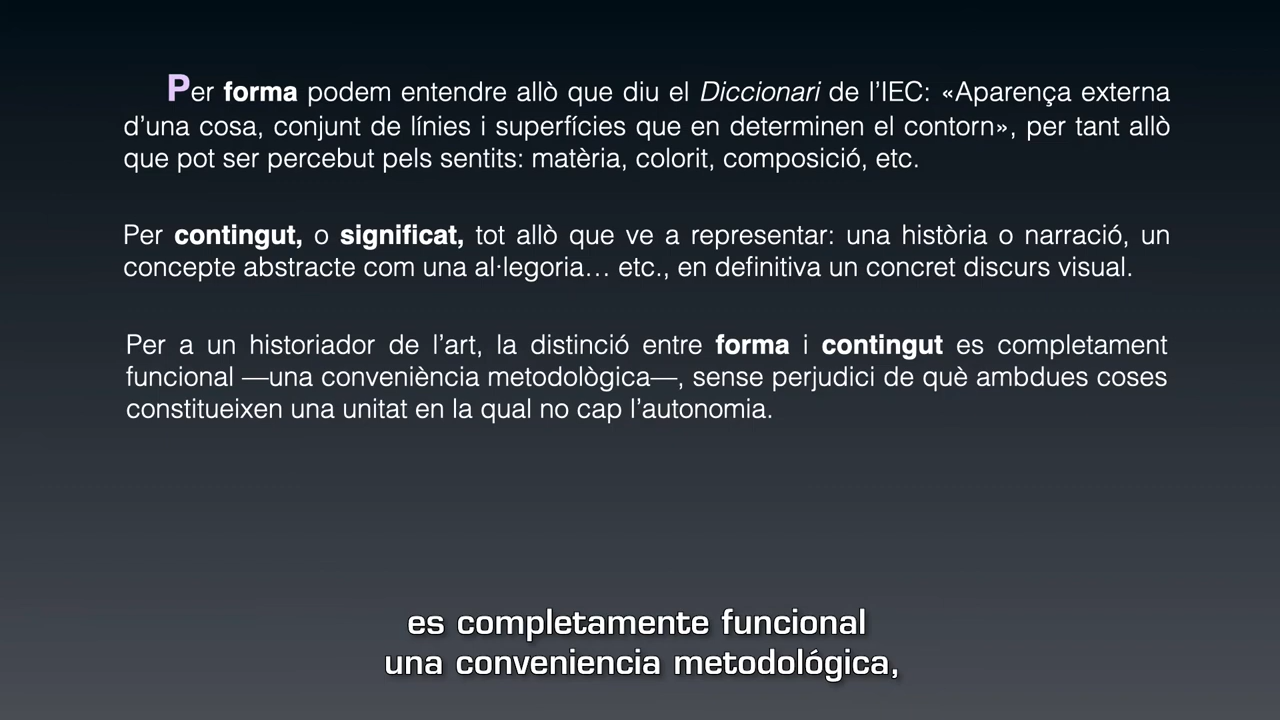 Per forma podem entendre allò que diu el Diccionari de l’IEC: «Aparença externa
d’una cosa, conjunt de línies i superfícies que en determinen el contorn», per tant allò
que pot ser percebut pels sentits: matèria, colorit, composició, etc.
Per contingut, o significat, tot allò que ve a representar: una història o narració, un
concepte abstracte com una al·legoria… etc., en definitiva un concret discurs visual.
Per a un historiador de l’art, la distinció entre forma i contingut es completament
funcional —una conveniència metodològica—, sense perjudici de què ambdues coses
constitueixen una unitat en la qual no cap l’autonomia.
es completamente funcional
una conveniencia metodológica,